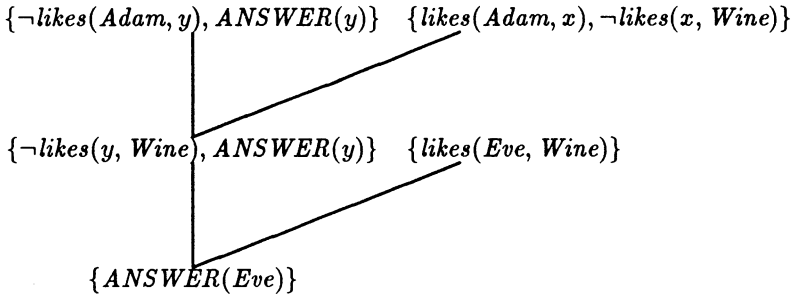 {¬likes(Adam, y), ANSWER(y)} {likes(Adam, x), ¬likes(x, Wine)}
{¬likes(y, Wine), ANSWER(y)} {likes(Eve, Wine)}
{ANSWER(Eve)}